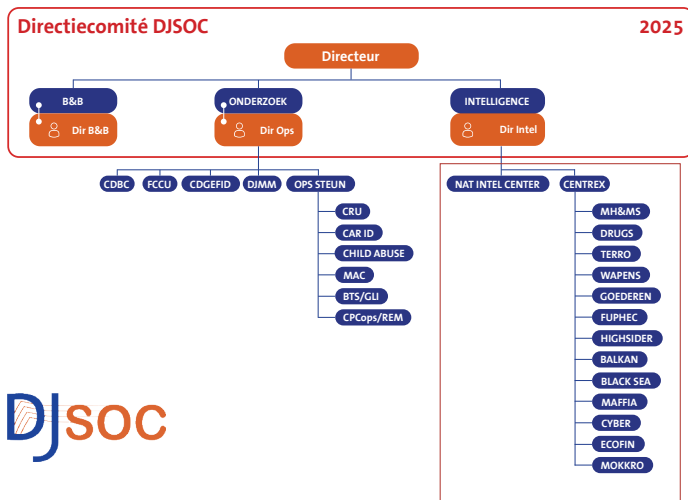 Directiecomité DJSOC 2025
Directeur
B&B ONDERZOEK INTELLIGENCE
Dir B&B Dir Ops Dir Intel
CDBC FCCU CDGEFID DJMM OPS STEUN NAT INTEL CENTER CENTREX
CRU
CAR ID
CHILD ABUSE
MAC
BTS/GLI
CPCops/REM
MH&MS
DRUGS
TERRO
WAPENS
GOEDEREN
FUPHEC
HIGHSIDER
BALKAN
BLACK SEA
MAFFIA
CYBER
ECOFIN
MOKKRO
DJSOC